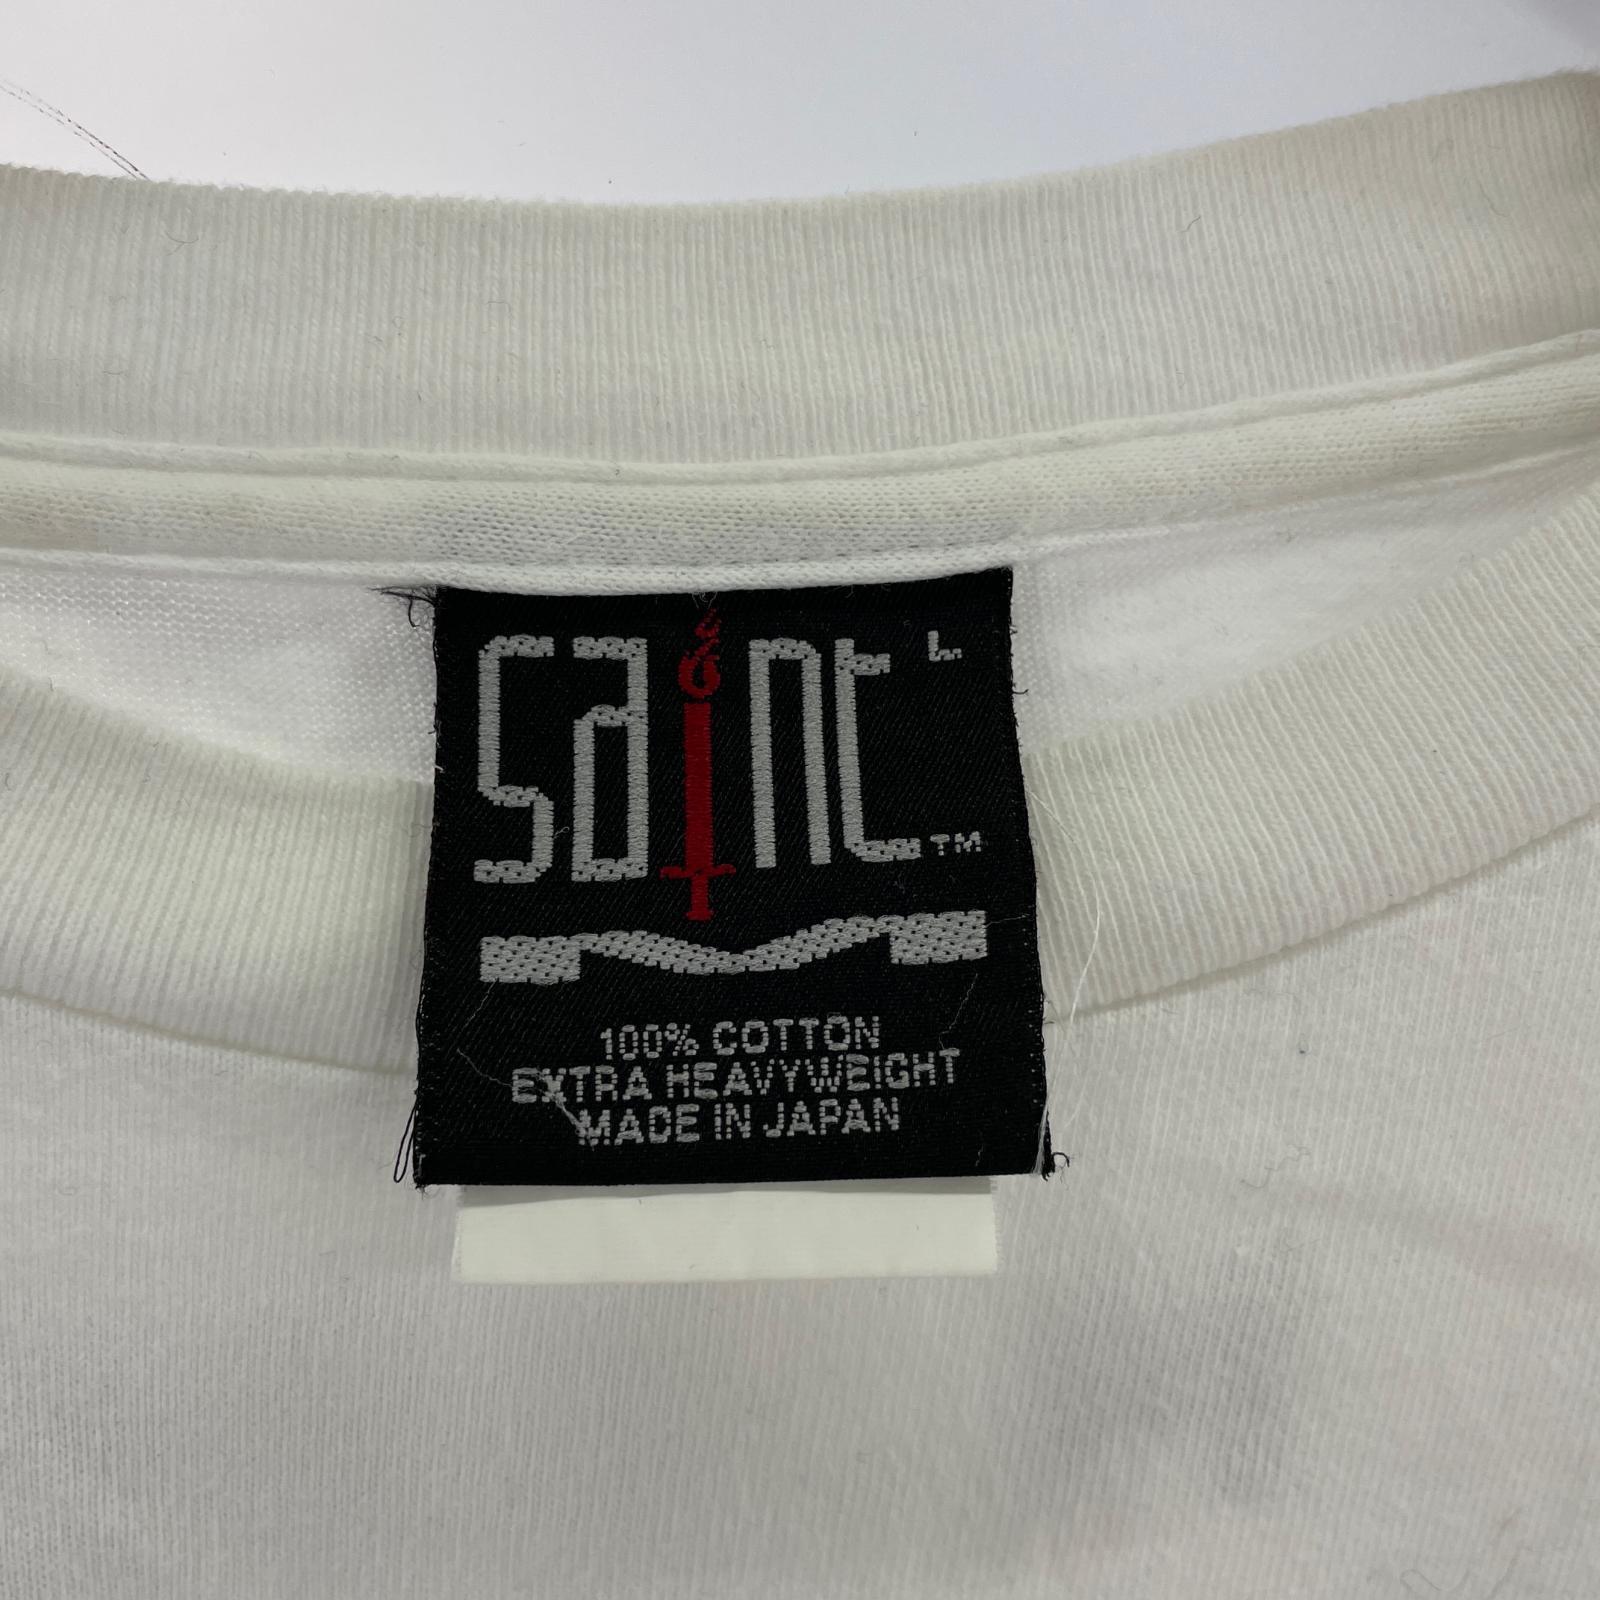 saint L
TM
100% COTTON
EXTRA HEAVYWEIGHT
MADE IN JAPAN